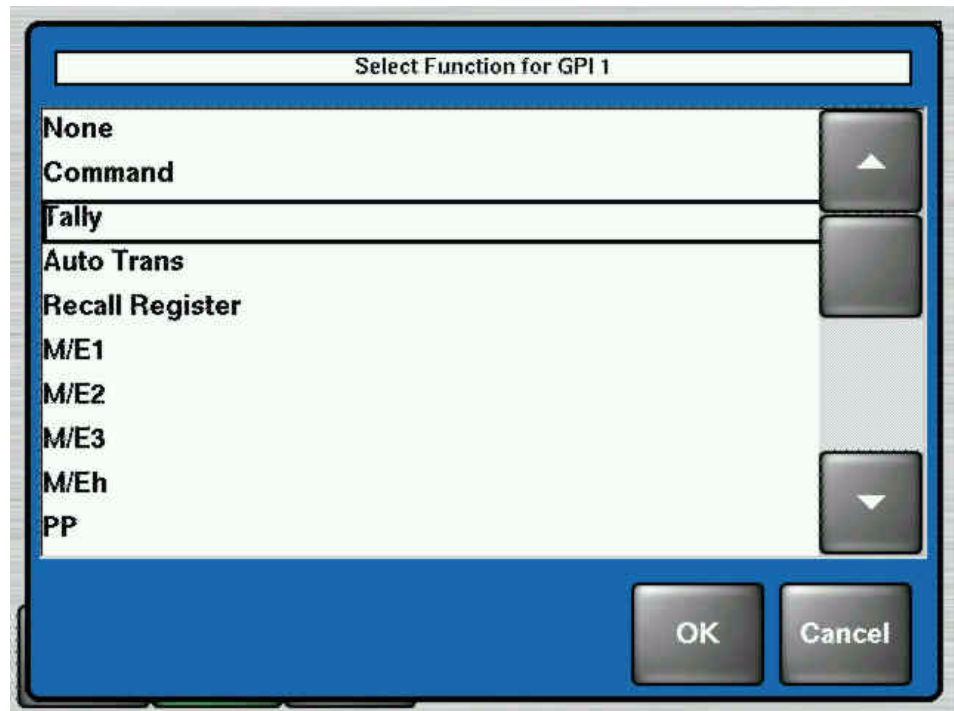 Select Function for GPI 1
None
Command
Tally
Auto Trans
Recall Register
M/E1
M/E2
M/E3
M/Eh
PP
OK
Cancel